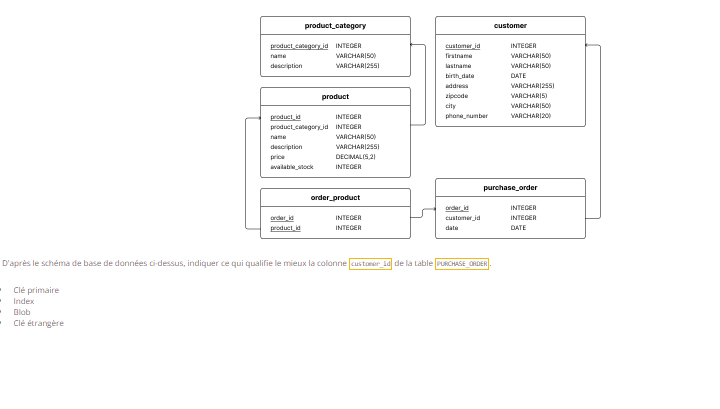 product_category
product_category_id INTEGER
name VARCHAR(50)
description VARCHAR(255)
customer
customer_id INTEGER
firstname VARCHAR(50)
lastname VARCHAR(50)
birth_date DATE
address VARCHAR(255)
zipcode VARCHAR(5)
city VARCHAR(50)
phone_number VARCHAR(20)
product
product_id INTEGER
product_category_id INTEGER
name VARCHAR(50)
description VARCHAR(255)
price DECIMAL(5,2)
available_stock INTEGER
order_product
order_id INTEGER
product_id INTEGER
purchase_order
order_id INTEGER
customer_id INTEGER
date DATE
D'après le schéma de base de données ci-dessus, indiquer ce qui qualifie le mieux la colonne customer_id de la table PURCHASE_ORDER.
Clé primaire
Index
Blob
Clé étrangère